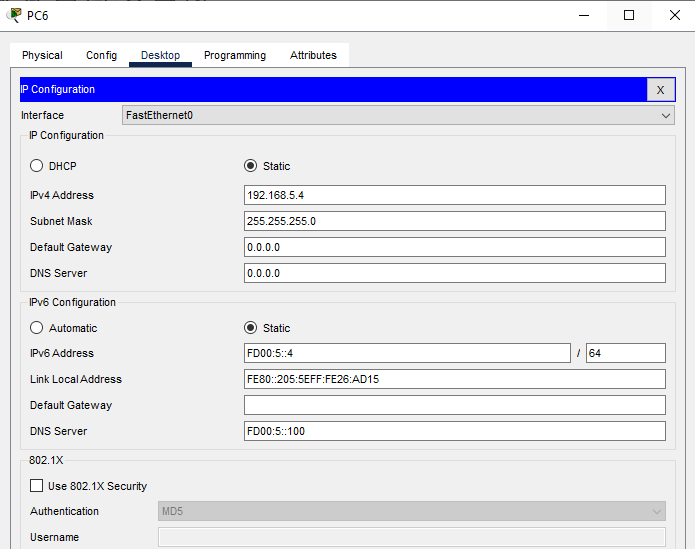 PC6
Physical Config Desktop Programming Attributes
IP Configuration X
Interface FastEthernet0
IP Configuration
DHCP Static
IPv4 Address 192.168.5.4
Subnet Mask 255.255.255.0
Default Gateway 0.0.0.0
DNS Server 0.0.0.0
IPv6 Configuration
Automatic Static
IPv6 Address FD00:5::4 / 64
Link Local Address FE80::205:5EFF:FE26:AD15
Default Gateway
DNS Server FD00:5::100
802.1X
Use 802.1X Security
Authentication MD5
Username